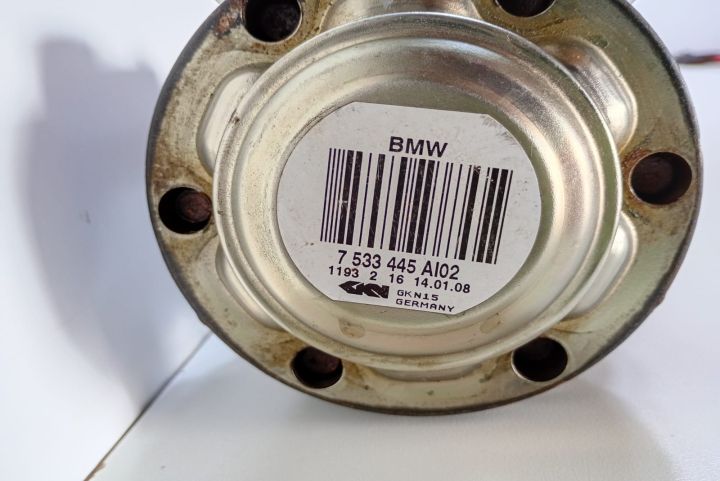 BMW
7 533 445 AI02
1193 2 16 14.01.08
GKN
GKN15
GERMANY